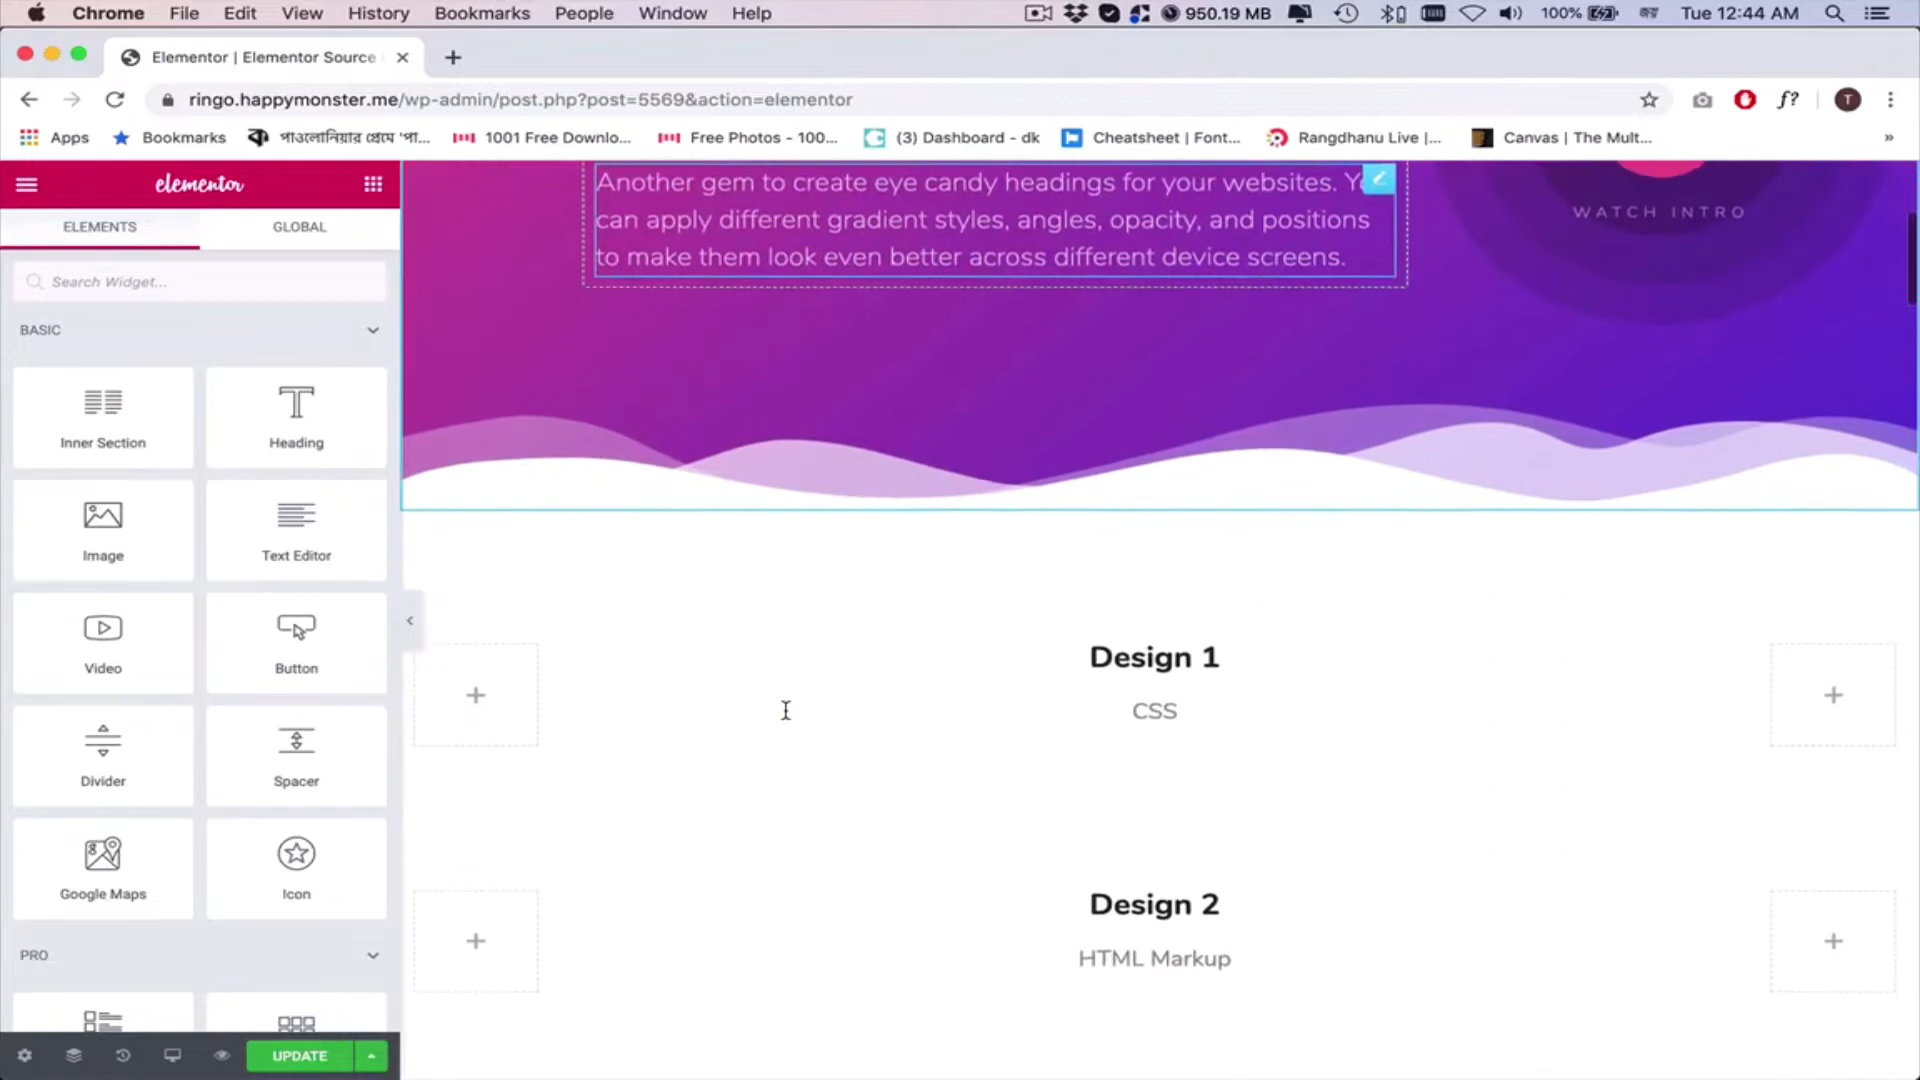 Chrome File Edit View History Bookmarks People Window Help 950.19 MB 100% Tue 12:44 AM
Elementor | Elementor Source
ringo.happymonster.me/wp-admin/post.php?post=5569&action=elementor
f? T
Apps Bookmarks পাওলোনিয়ার প্রেমে 'পা... 1001 Free Downlo... Free Photos - 100... (3) Dashboard - dk Cheatsheet | Font... Rangdhanu Live |... Canvas | The Mult... »
elementor
ELEMENTS GLOBAL
Search Widget...
BASIC
Inner Section Heading
Image Text Editor
Video Button
Divider Spacer
Google Maps Icon
PRO
UPDATE
Another gem to create eye candy headings for your websites.
can apply different gradient styles, angles, opacity, and positions
to make them look even better across different device screens.
WATCH INTRO
Design 1
CSS
Design 2
HTML Markup